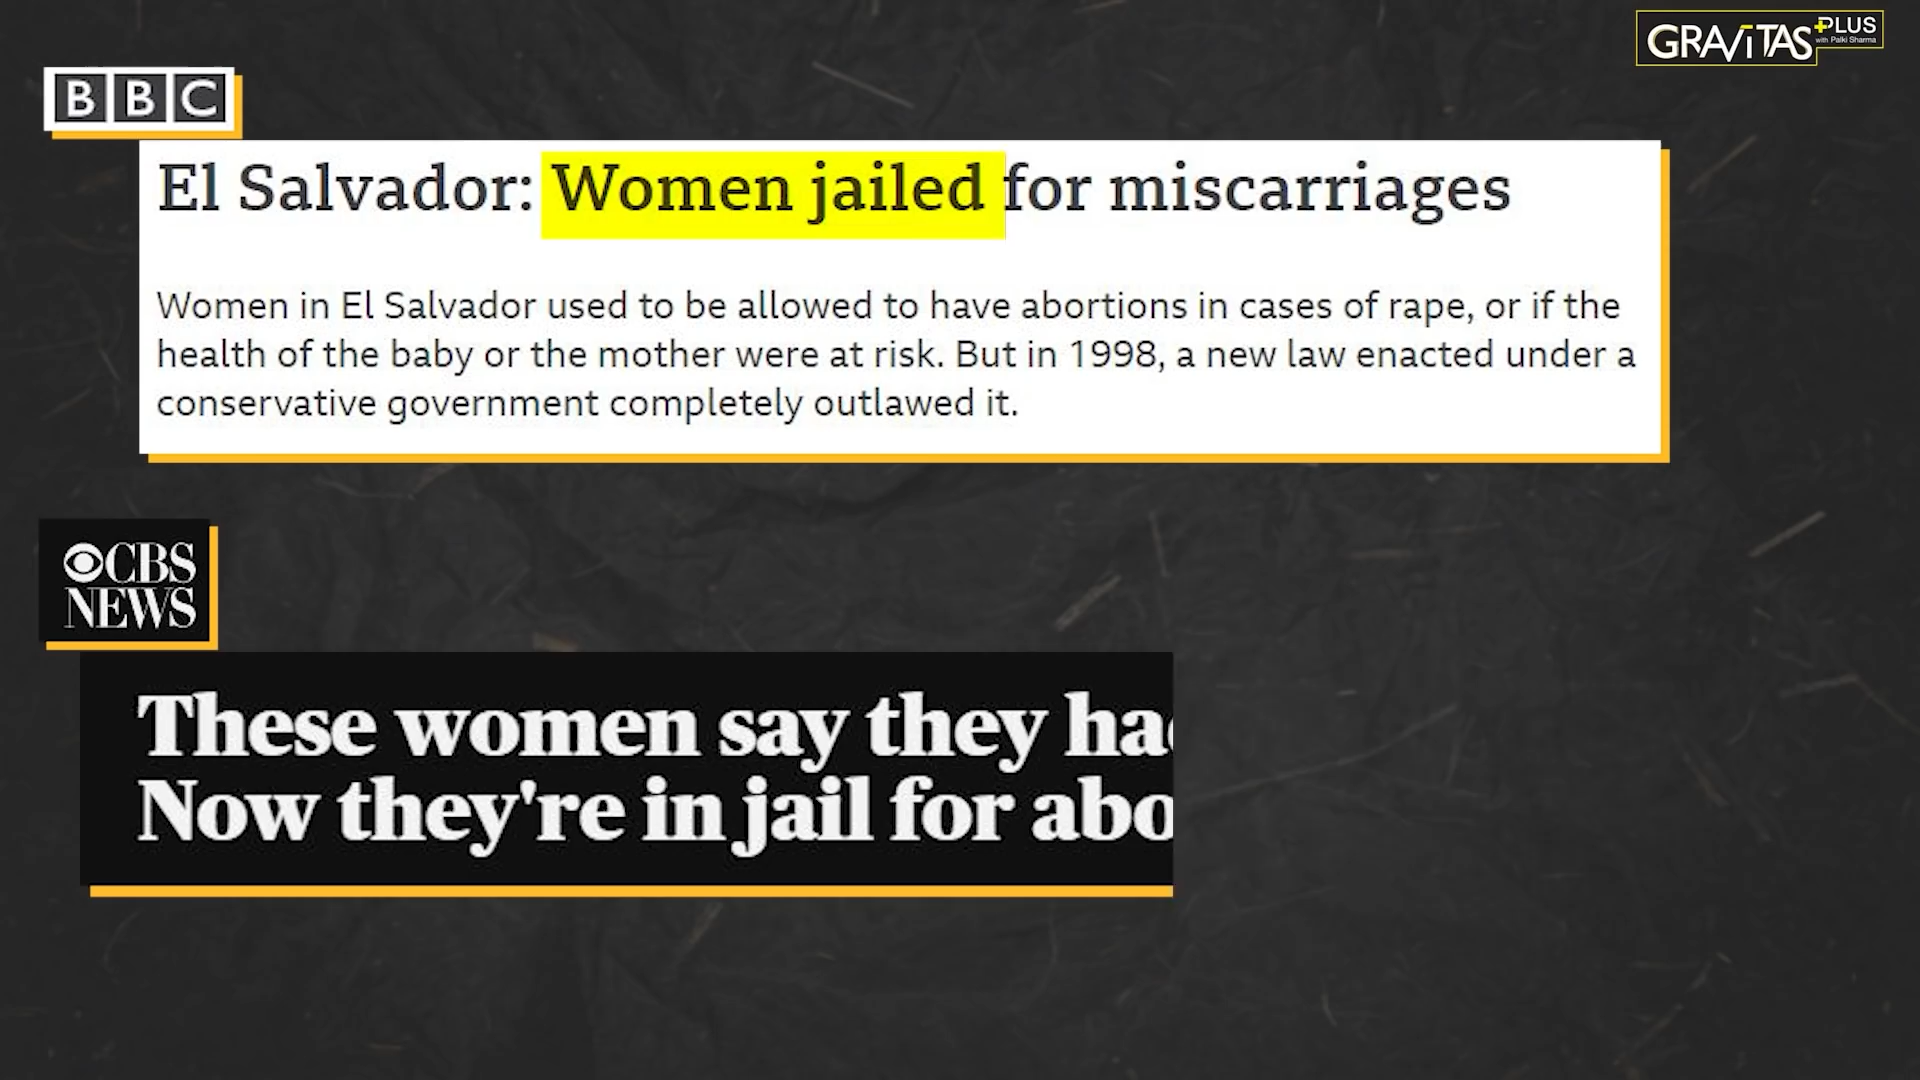 GRAVITAS PLUS
with Palki Sharma
BBC
El Salvador: Women jailed for miscarriages
Women in El Salvador used to be allowed to have abortions in cases of rape, or if the
health of the baby or the mother were at risk. But in 1998, a new law enacted under a
conservative government completely outlawed it.
CBS
NEWS
These women say they
Now they're in jail for